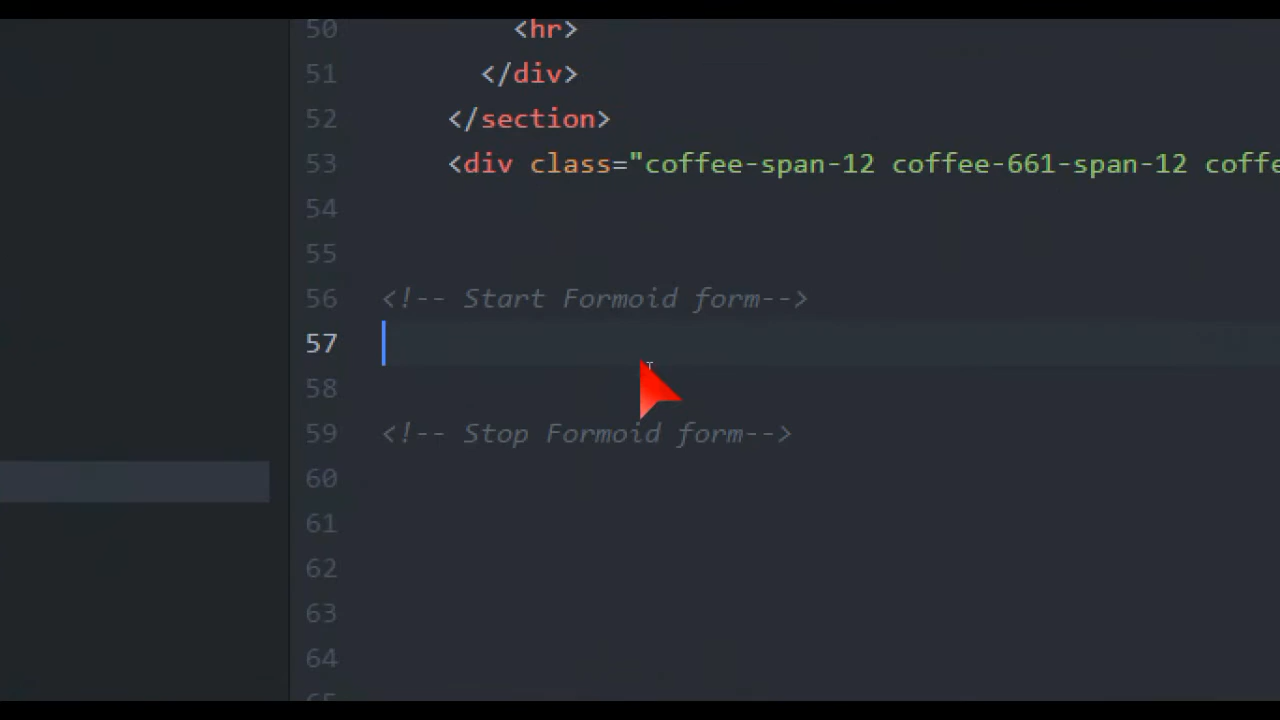 50 <hr>
51 </div>
52 </section>
53 <div class="coffee-span-12 coffee-661-span-12 coffe
54
55
56 <!-- Start Formoid form-->
57
58
59 <!-- Stop Formoid form-->
60
61
62
63
64
65